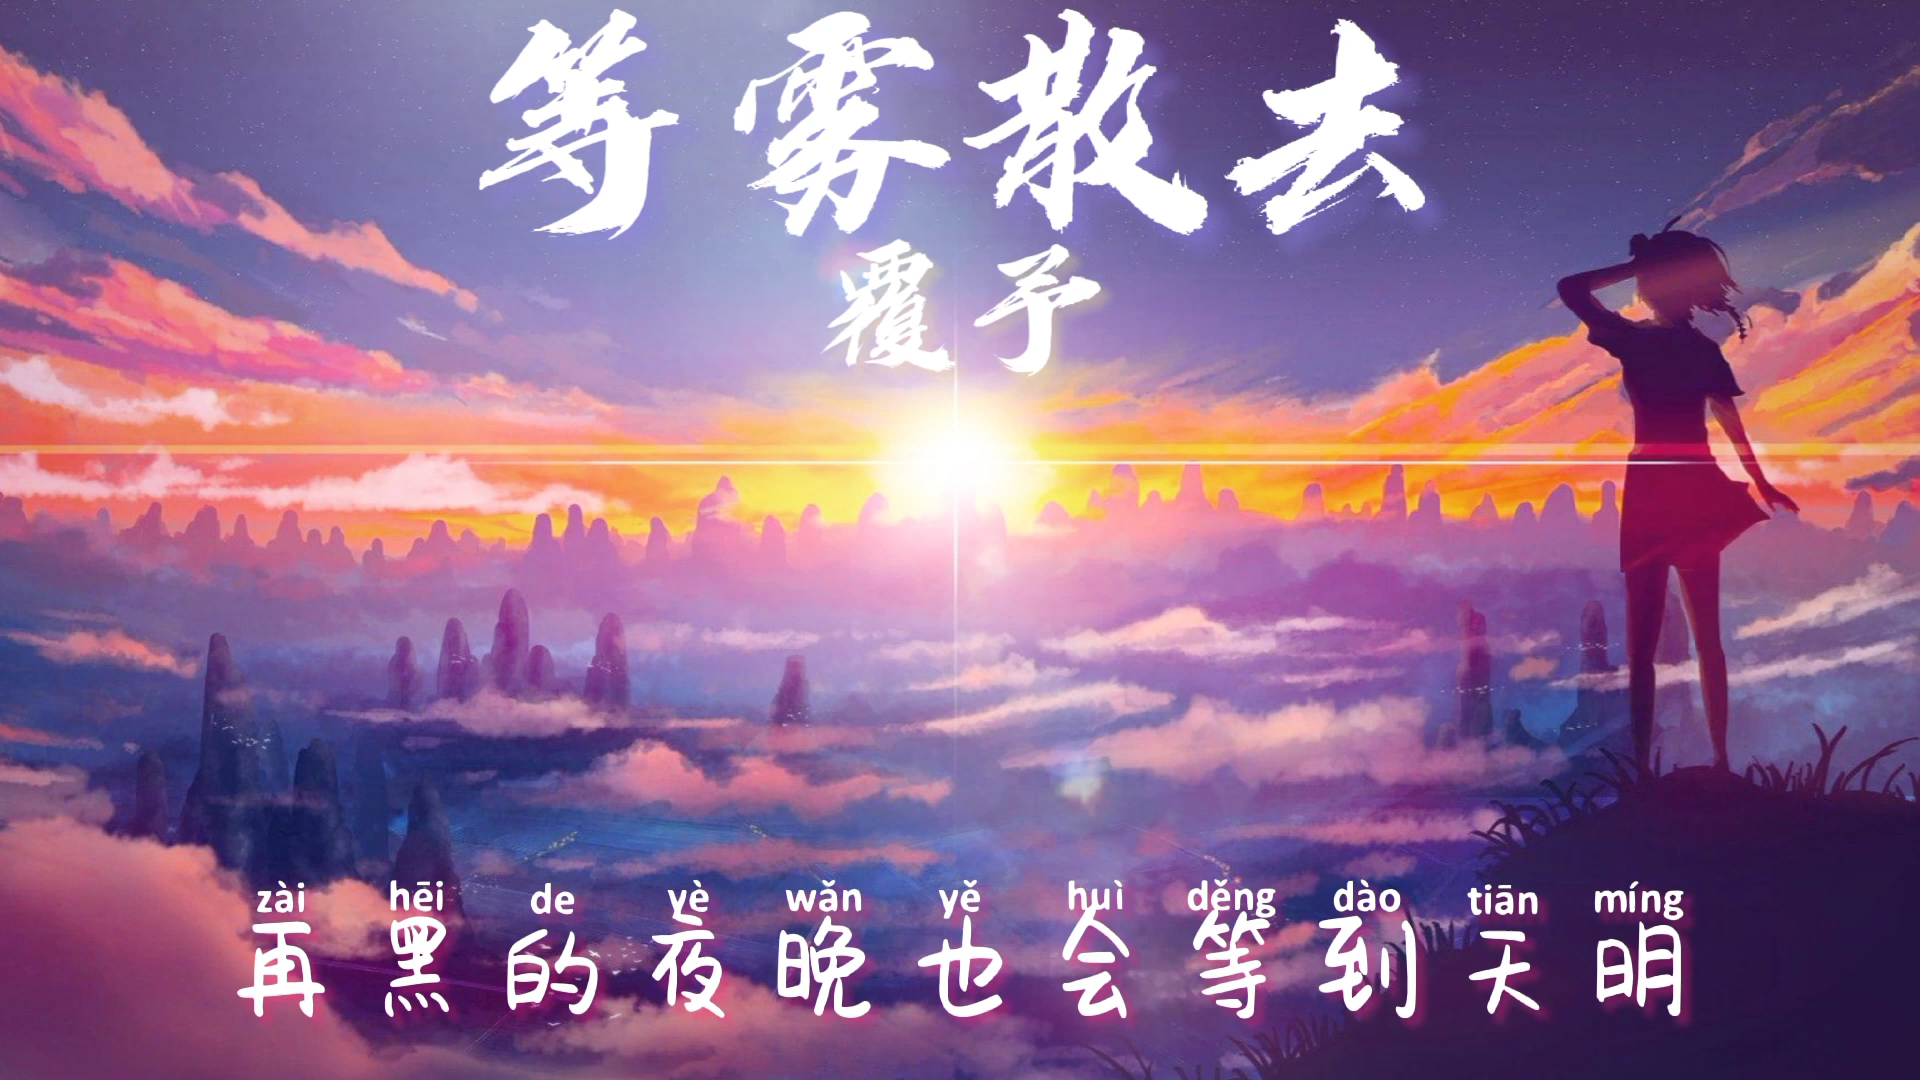 等雾散去
覆予
zài hēi de yè wǎn yě huì děng dào tiān míng
再黑的夜晚也会等到天明